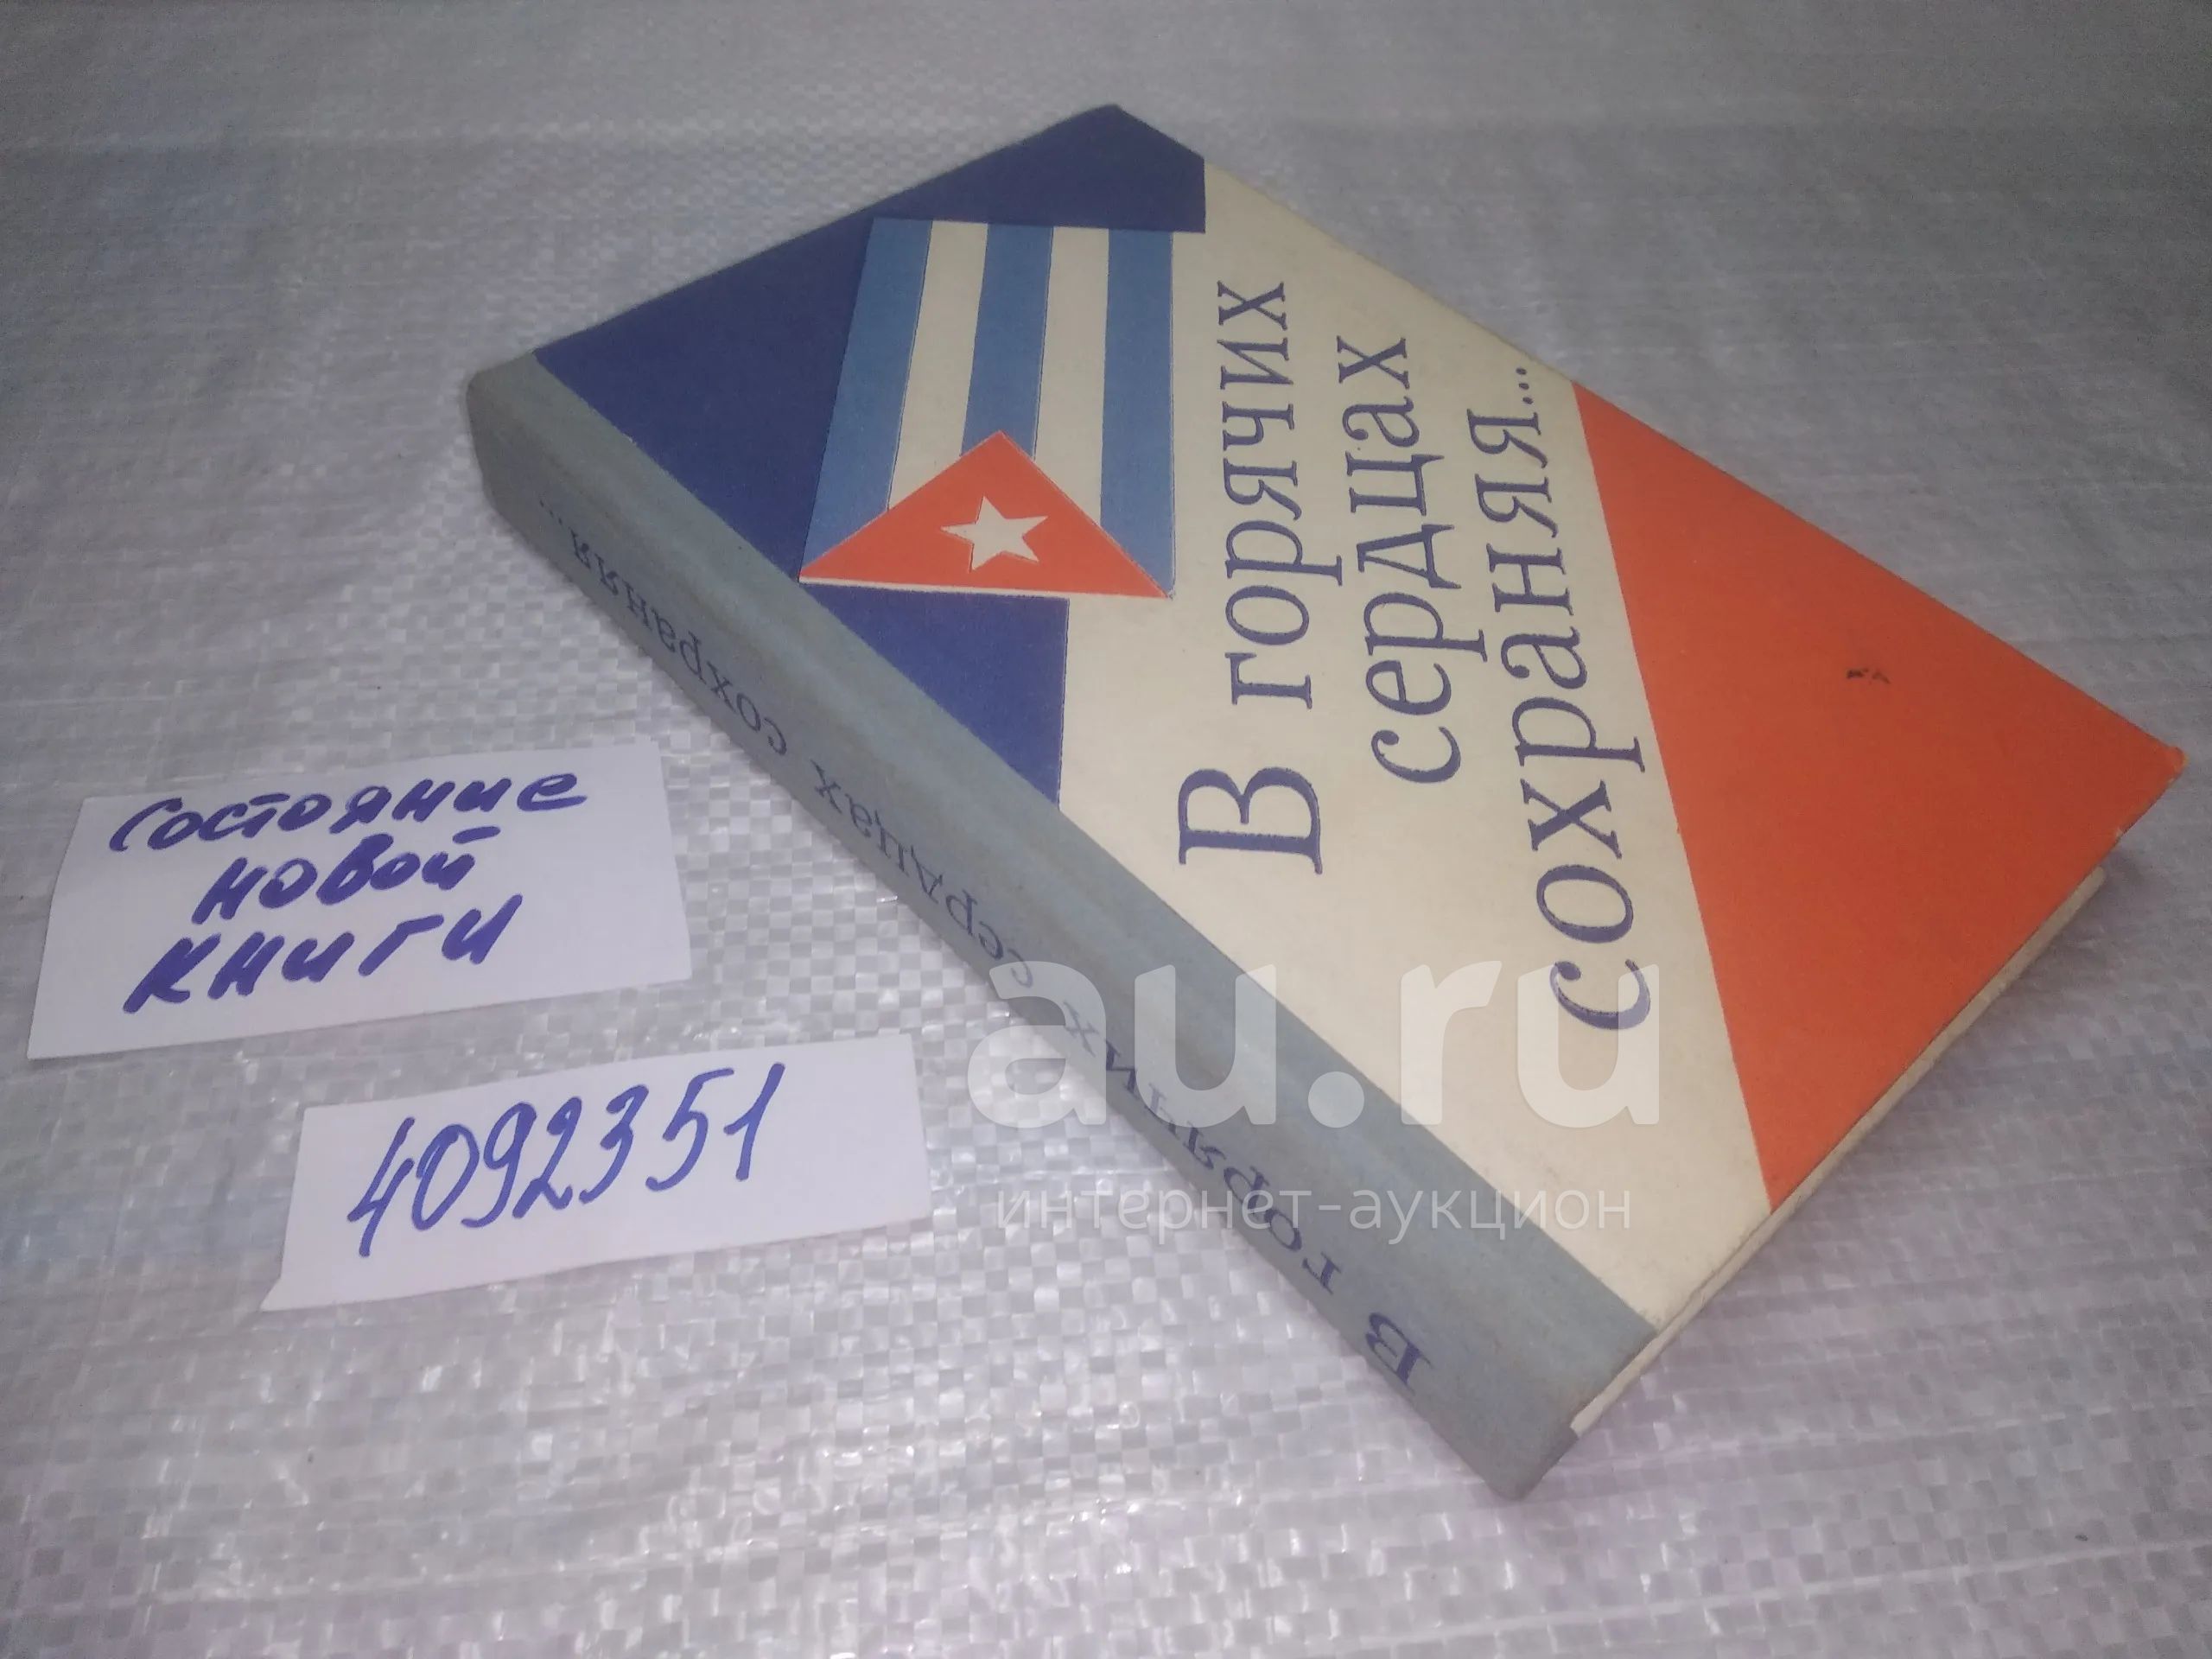 В горячих
сердцах
сохраняя...
В горячих сердцах сохраняя...
Состояние
новой
книги
4092351
au.ru
интернет-аукцион